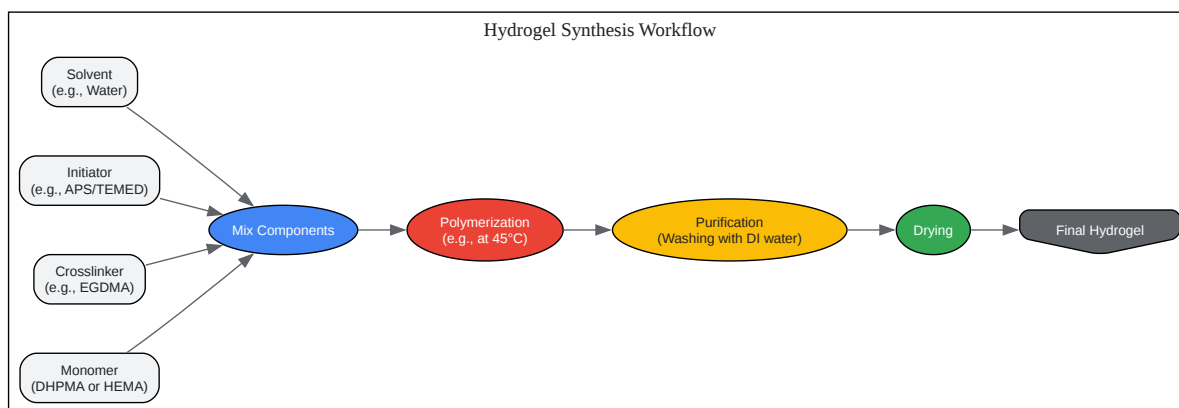 Hydrogel Synthesis Workflow
Solvent
(e.g., Water)
Initiator
(e.g., APS/TEMED)
Crosslinker
(e.g., EGDMA)
Monomer
(DHPMA or HEMA)
Mix Components
Polymerization
(e.g., at 45°C)
Purification
(Washing with DI water)
Drying
Final Hydrogel